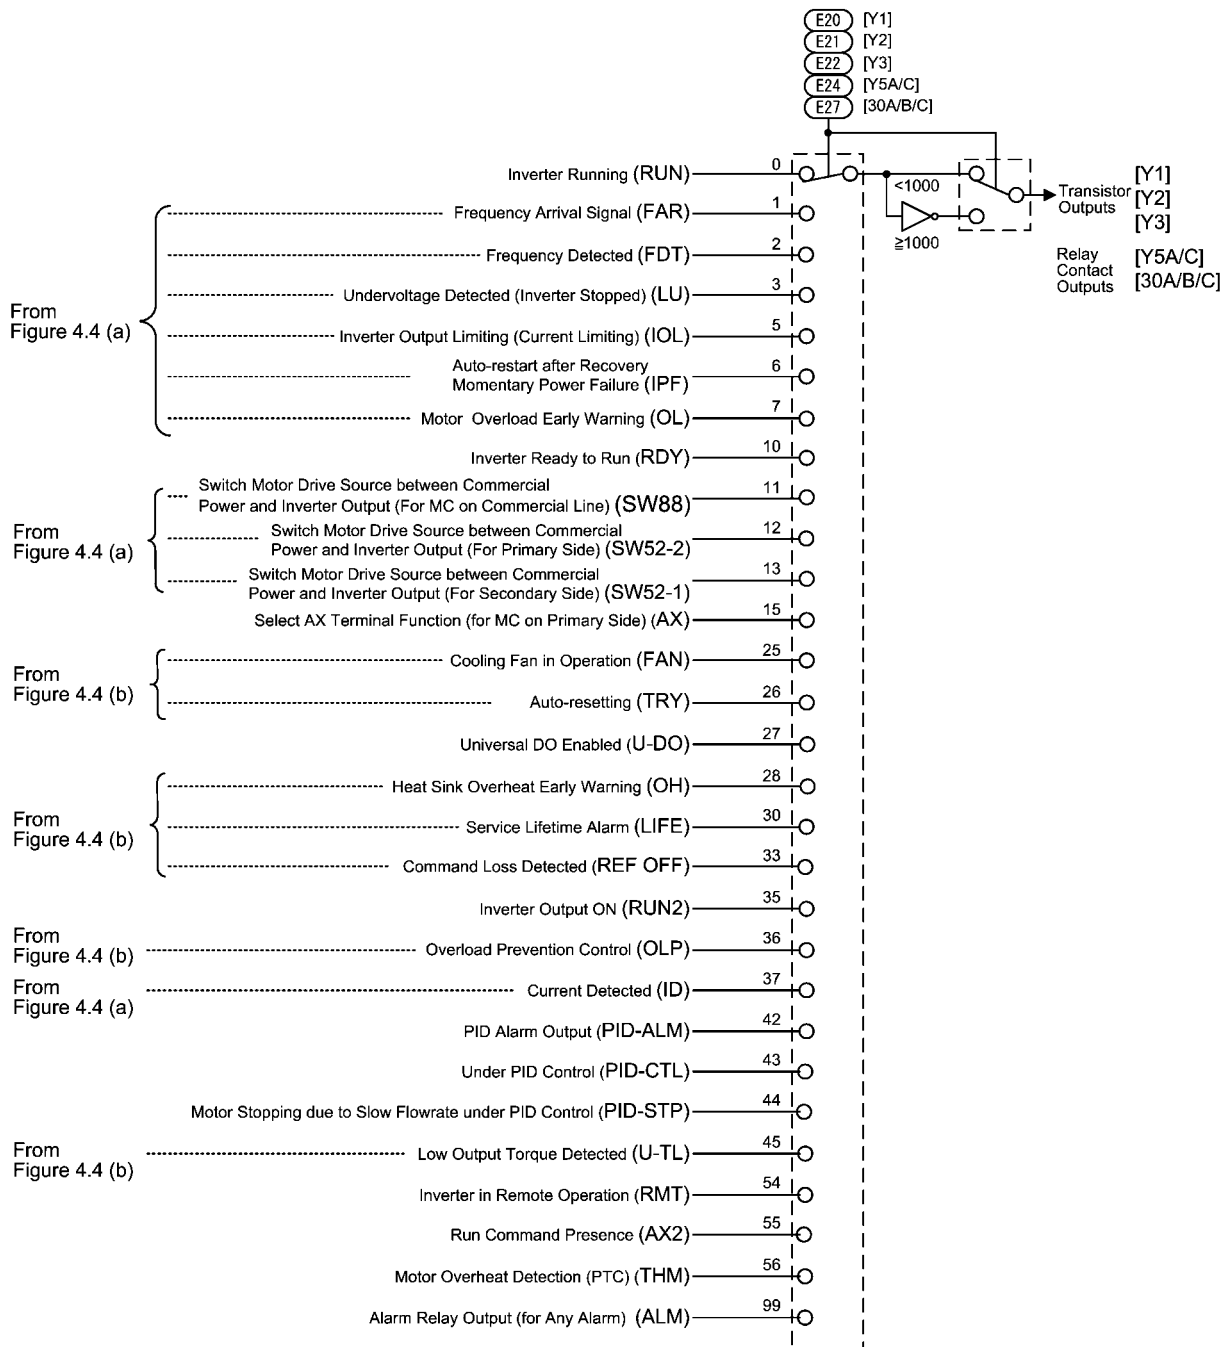 E20 [Y1]
E21 [Y2]
E22 [Y3]
E24 [Y5A/C]
E27 [30A/B/C]
Inverter Running (RUN) 0
<1000
≧1000
Transistor
Outputs
[Y1]
[Y2]
[Y3]
Relay
Contact
Outputs
[Y5A/C]
[30A/B/C]
From
Figure 4.4 (a)
Frequency Arrival Signal (FAR) 1
Frequency Detected (FDT) 2
Undervoltage Detected (Inverter Stopped) (LU) 3
Inverter Output Limiting (Current Limiting) (IOL) 5
Auto-restart after Recovery
Momentary Power Failure (IPF) 6
Motor Overload Early Warning (OL) 7
Inverter Ready to Run (RDY) 10
From
Figure 4.4 (a)
Switch Motor Drive Source between Commercial
Power and Inverter Output (For MC on Commercial Line) (SW88) 11
Switch Motor Drive Source between Commercial
Power and Inverter Output (For Primary Side) (SW52-2) 12
Switch Motor Drive Source between Commercial
Power and Inverter Output (For Secondary Side) (SW52-1) 13
Select AX Terminal Function (for MC on Primary Side) (AX) 15
From
Figure 4.4 (b)
Cooling Fan in Operation (FAN) 25
Auto-resetting (TRY) 26
Universal DO Enabled (U-DO) 27
From
Figure 4.4 (b)
Heat Sink Overheat Early Warning (OH) 28
Service Lifetime Alarm (LIFE) 30
Command Loss Detected (REF OFF) 33
Inverter Output ON (RUN2) 35
From
Figure 4.4 (b)
Overload Prevention Control (OLP) 36
From
Figure 4.4 (a)
Current Detected (ID) 37
PID Alarm Output (PID-ALM) 42
Under PID Control (PID-CTL) 43
Motor Stopping due to Slow Flowrate under PID Control (PID-STP) 44
From
Figure 4.4 (b)
Low Output Torque Detected (U-TL) 45
Inverter in Remote Operation (RMT) 54
Run Command Presence (AX2) 55
Motor Overheat Detection (PTC) (THM) 56
Alarm Relay Output (for Any Alarm) (ALM) 99